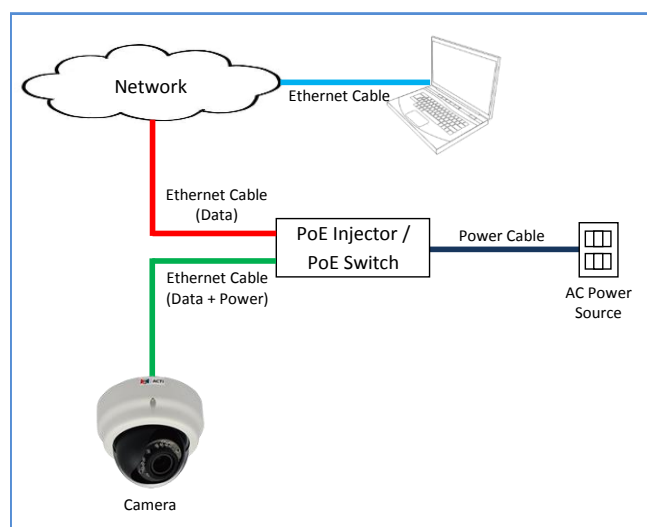 Network
Ethernet Cable
Ethernet Cable
(Data)
PoE Injector /
PoE Switch
Power Cable
Ethernet Cable
(Data + Power)
AC Power
Source
ACTi
Camera